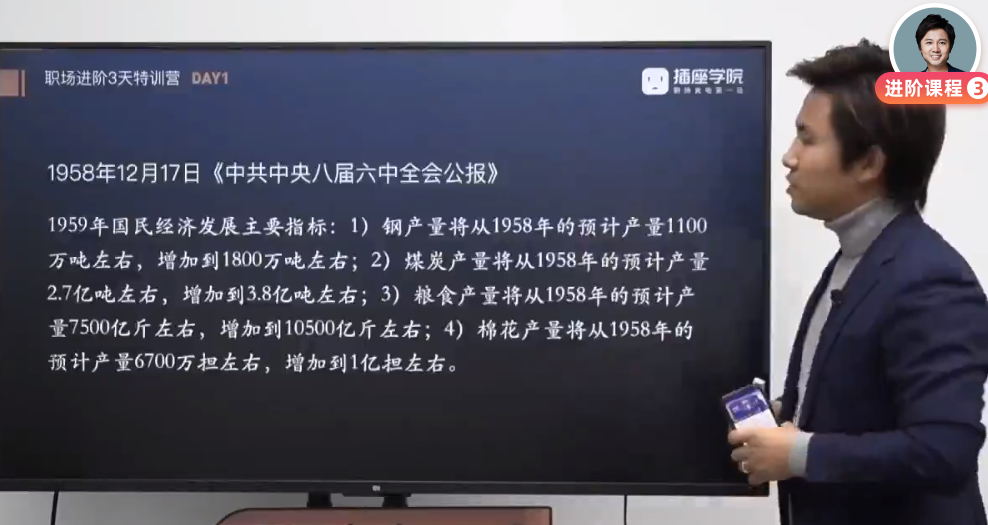 职场进阶3天特训营 DAY1
插座学院
职场充电第一站
进阶课程 3
1958年12月17日《中共中央八届六中全会公报》
1959年国民经济发展主要指标：1）钢产量将从1958年的预计产量1100
万吨左右，增加到1800万吨左右；2）煤炭产量将从1958年的预计产量
2.7亿吨左右，增加到3.8亿吨左右；3）粮食产量将从1958年的预计产
量7500亿斤左右，增加到10500亿斤左右；4）棉花产量将从1958年的
预计产量6700万担左右，增加到1亿担左右。